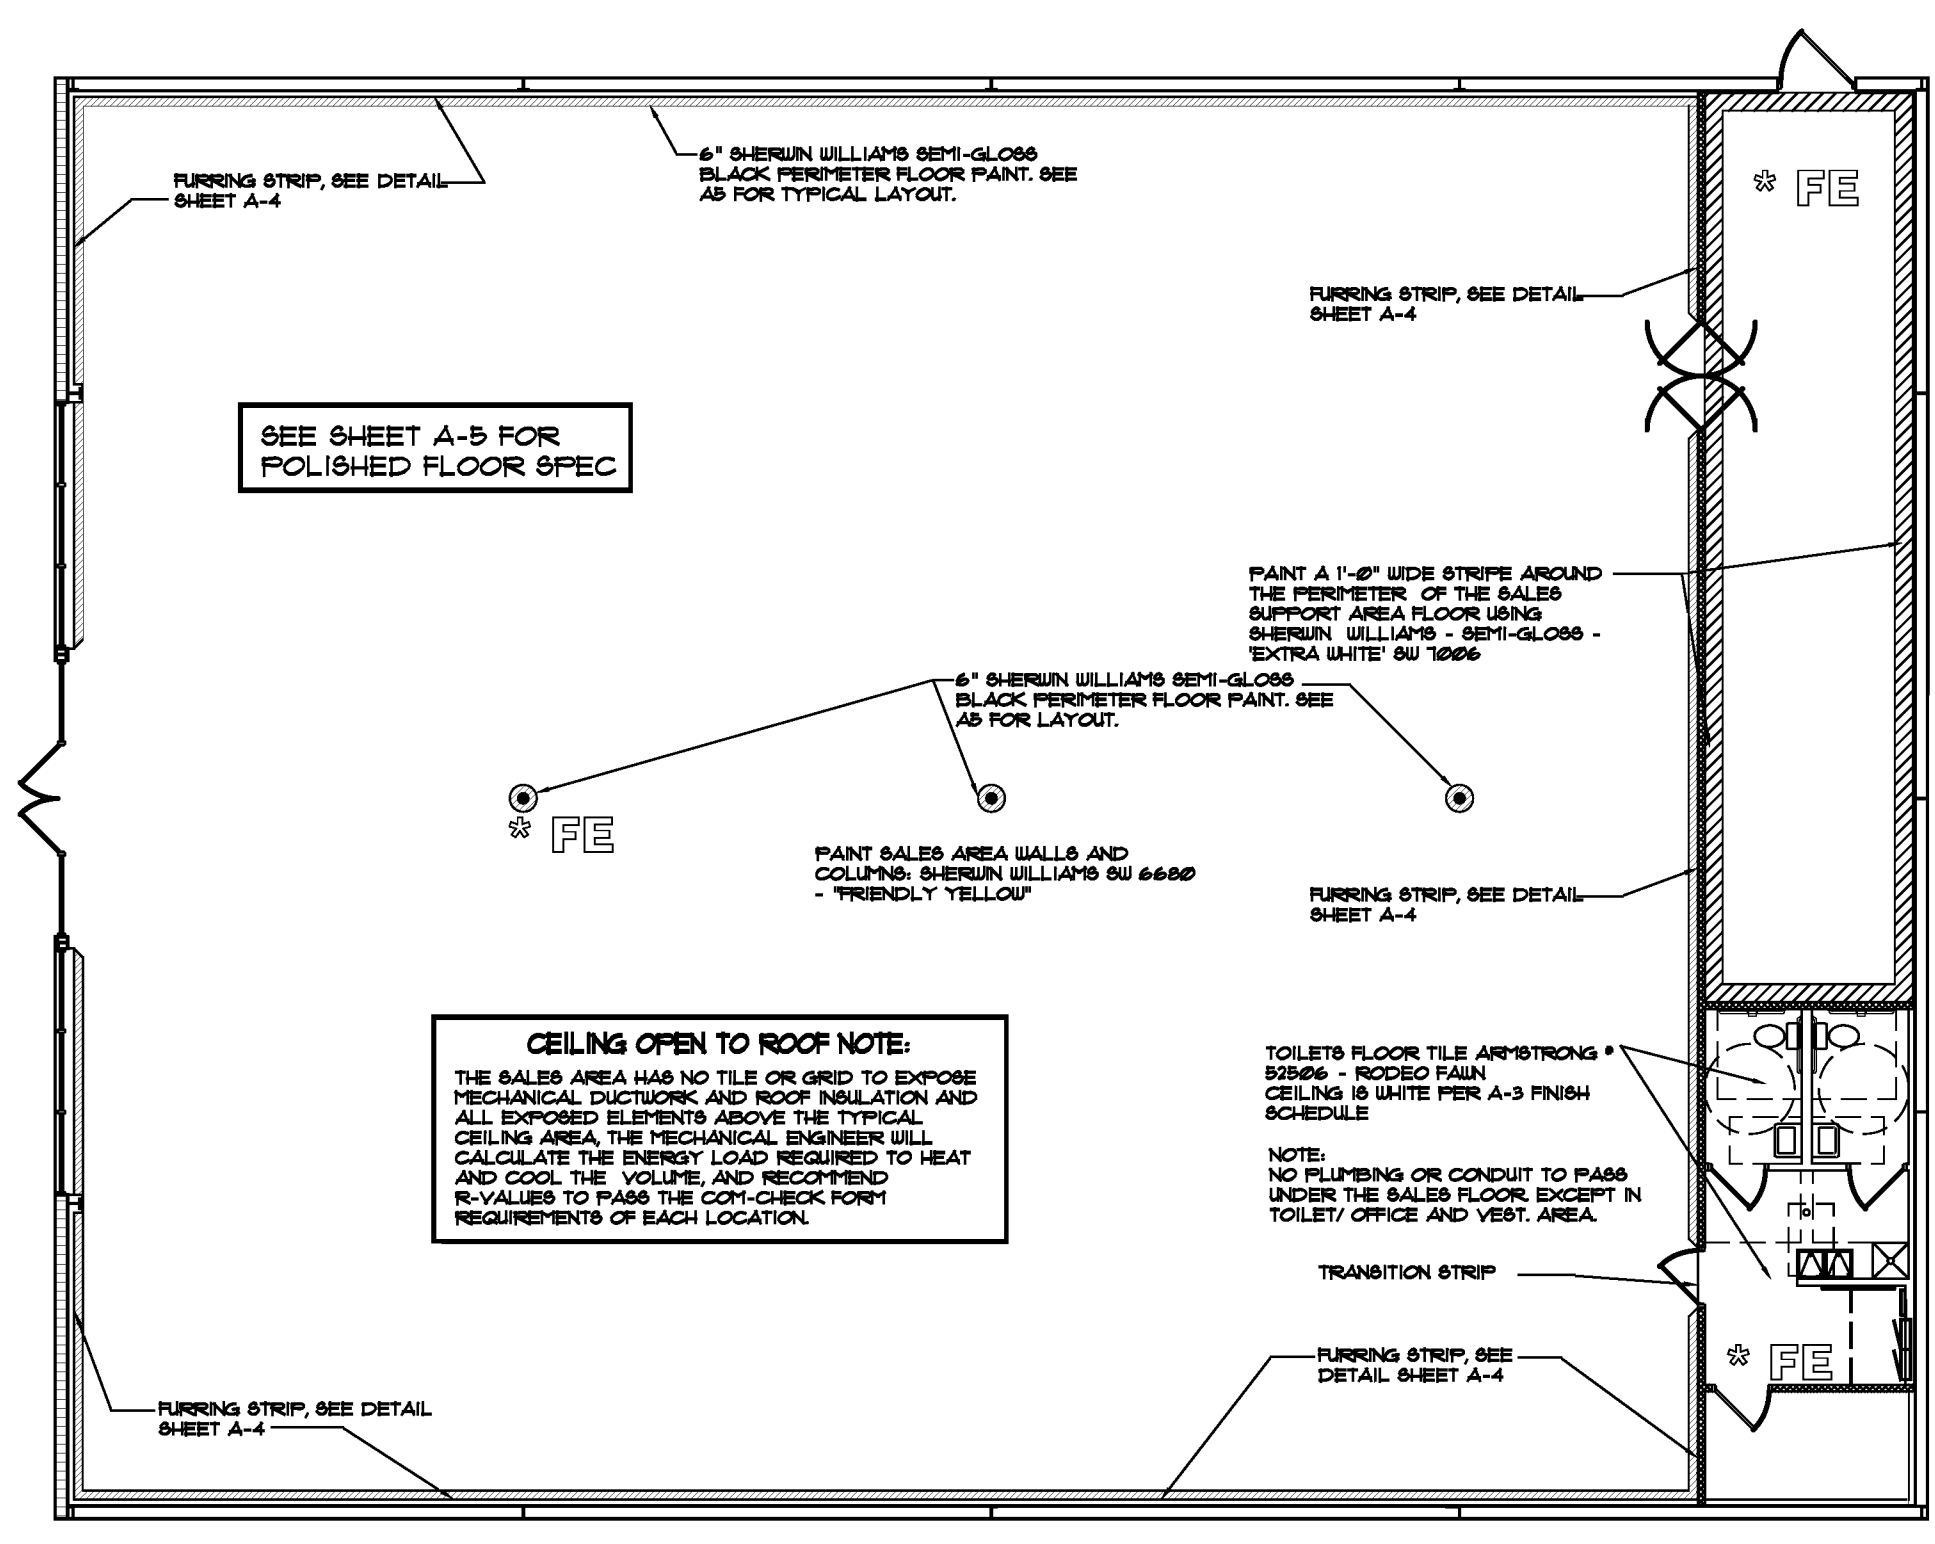 6" SHERWIN WILLIAMS SEMI-GLOSS
BLACK PERIMETER FLOOR PAINT. SEE
A5 FOR TYPICAL LAYOUT.
FURRING STRIP, SEE DETAIL
SHEET A-4
* FE
FURRING STRIP, SEE DETAIL
SHEET A-4
SEE SHEET A-5 FOR
POLISHED FLOOR SPEC
PAINT A 1'-0" WIDE STRIPE AROUND
THE PERIMETER OF THE SALES
SUPPORT AREA FLOOR USING
SHERWIN WILLIAMS - SEMI-GLOSS -
'EXTRA WHITE' SW 7006
6" SHERWIN WILLIAMS SEMI-GLOSS
BLACK PERIMETER FLOOR PAINT. SEE
A5 FOR LAYOUT.
* FE
PAINT SALES AREA WALLS AND
COLUMNS: SHERWIN WILLIAMS SW 6680
- "FRIENDLY YELLOW"
FURRING STRIP, SEE DETAIL
SHEET A-4
CEILING OPEN TO ROOF NOTE:
THE SALES AREA HAS NO TILE OR GRID TO EXPOSE
MECHANICAL DUCTWORK AND ROOF INSULATION AND
ALL EXPOSED ELEMENTS ABOVE THE TYPICAL
CEILING AREA, THE MECHANICAL ENGINEER WILL
CALCULATE THE ENERGY LOAD REQUIRED TO HEAT
AND COOL THE VOLUME, AND RECOMMEND
R-VALUES TO PASS THE COM-CHECK FORM
REQUIREMENTS OF EACH LOCATION.
TOILETS FLOOR TILE ARMSTRONG #
52506 - RODEO FAWN
CEILING IS WHITE PER A-3 FINISH
SCHEDULE
NOTE:
NO PLUMBING OR CONDUIT TO PASS
UNDER THE SALES FLOOR EXCEPT IN
TOILET/ OFFICE AND VEST. AREA.
TRANSITION STRIP
* FE
FURRING STRIP, SEE
DETAIL SHEET A-4
FURRING STRIP, SEE DETAIL
SHEET A-4